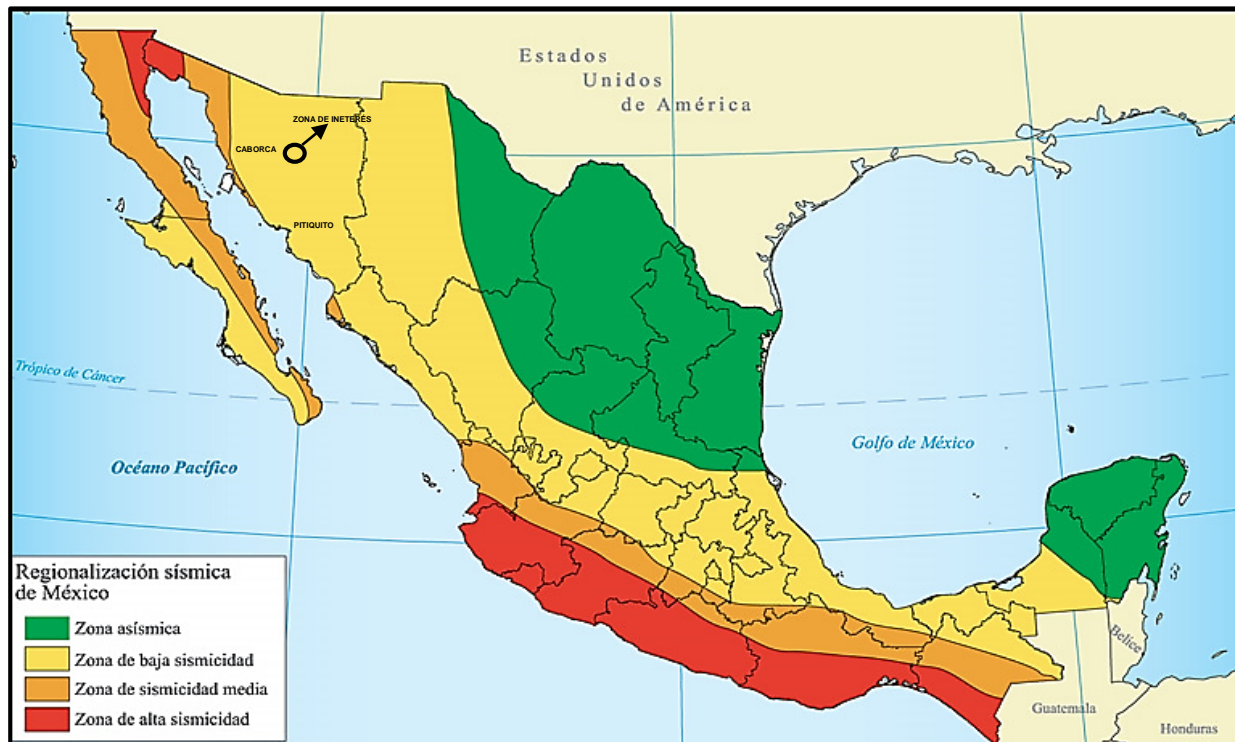 Estados
Unidos
de América
ZONA DE INETERÉS
CABORCA
PITIQUITO
Trópico de Cáncer
Océano Pacífico
Golfo de México
Regionalización sísmica
de México
Zona asísmica
Zona de baja sismicidad
Zona de sismicidad media
Zona de alta sismicidad
Belice
Guatemala
Honduras